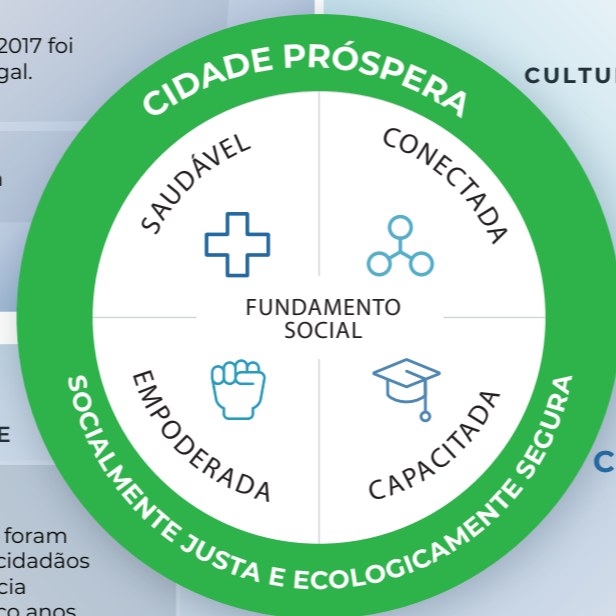 2017 foi
gal.
CULTU
CIDADE PRÓSPERA
SAUDÁVEL
CONECTADA
FUNDAMENTO
SOCIAL
EMPODERADA
CAPACITADA
SOCIALMENTE JUSTA E ECOLOGICAMENTE SEGURA
E
C
foram
cidadãos
cia